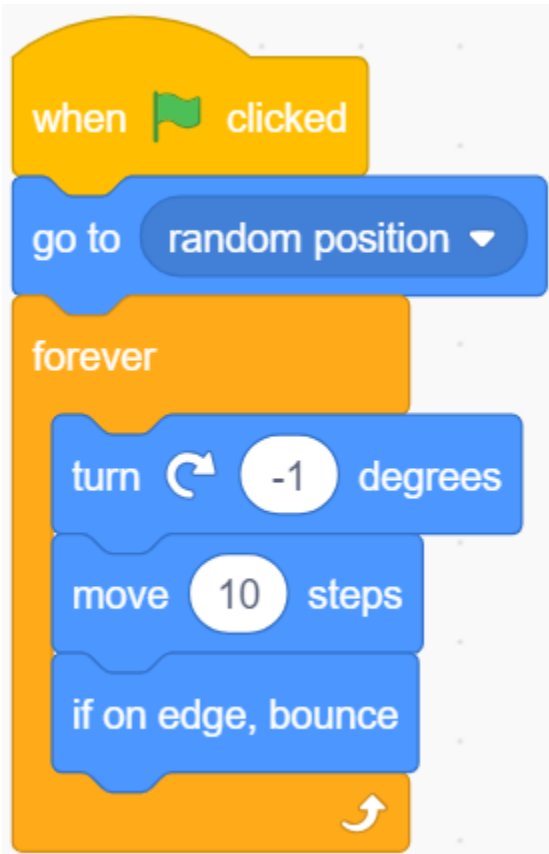 when clicked
go to random position
forever
turn -1 degrees
move 10 steps
if on edge, bounce